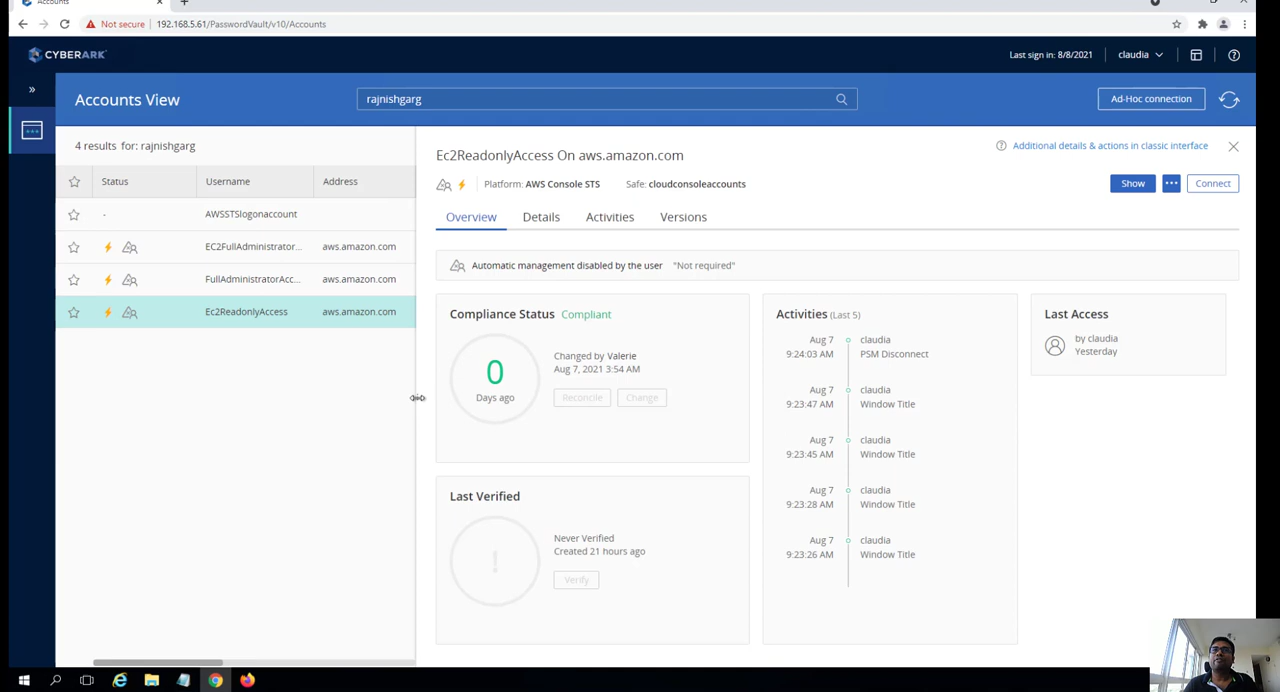 Accounts
Not secure 192.168.5.61/PasswordVault/v10/Accounts
CYBERARK
Last sign in: 8/8/2021 claudia
Accounts View
rajnishgarg
Ad-Hoc connection
4 results for: rajnishgarg
Status Username Address
- AWSSTSlogonaccount
EC2FullAdministrator... aws.amazon.com
FullAdministratorAcc... aws.amazon.com
Ec2ReadonlyAccess aws.amazon.com
Ec2ReadonlyAccess On aws.amazon.com
Additional details & actions in classic interface
Platform: AWS Console STS Safe: cloudconsoleaccounts
Show ••• Connect
Overview Details Activities Versions
Automatic management disabled by the user "Not required"
Compliance Status Compliant
0
Days ago
Changed by Valerie
Aug 7, 2021 3:54 AM
Reconcile Change
Last Verified
!
Never Verified
Created 21 hours ago
Verify
Activities (Last 5)
Aug 7 claudia
9:24:03 AM PSM Disconnect
Aug 7 claudia
9:23:47 AM Window Title
Aug 7 claudia
9:23:45 AM Window Title
Aug 7 claudia
9:23:28 AM Window Title
Aug 7 claudia
9:23:26 AM Window Title
Last Access
by claudia
Yesterday